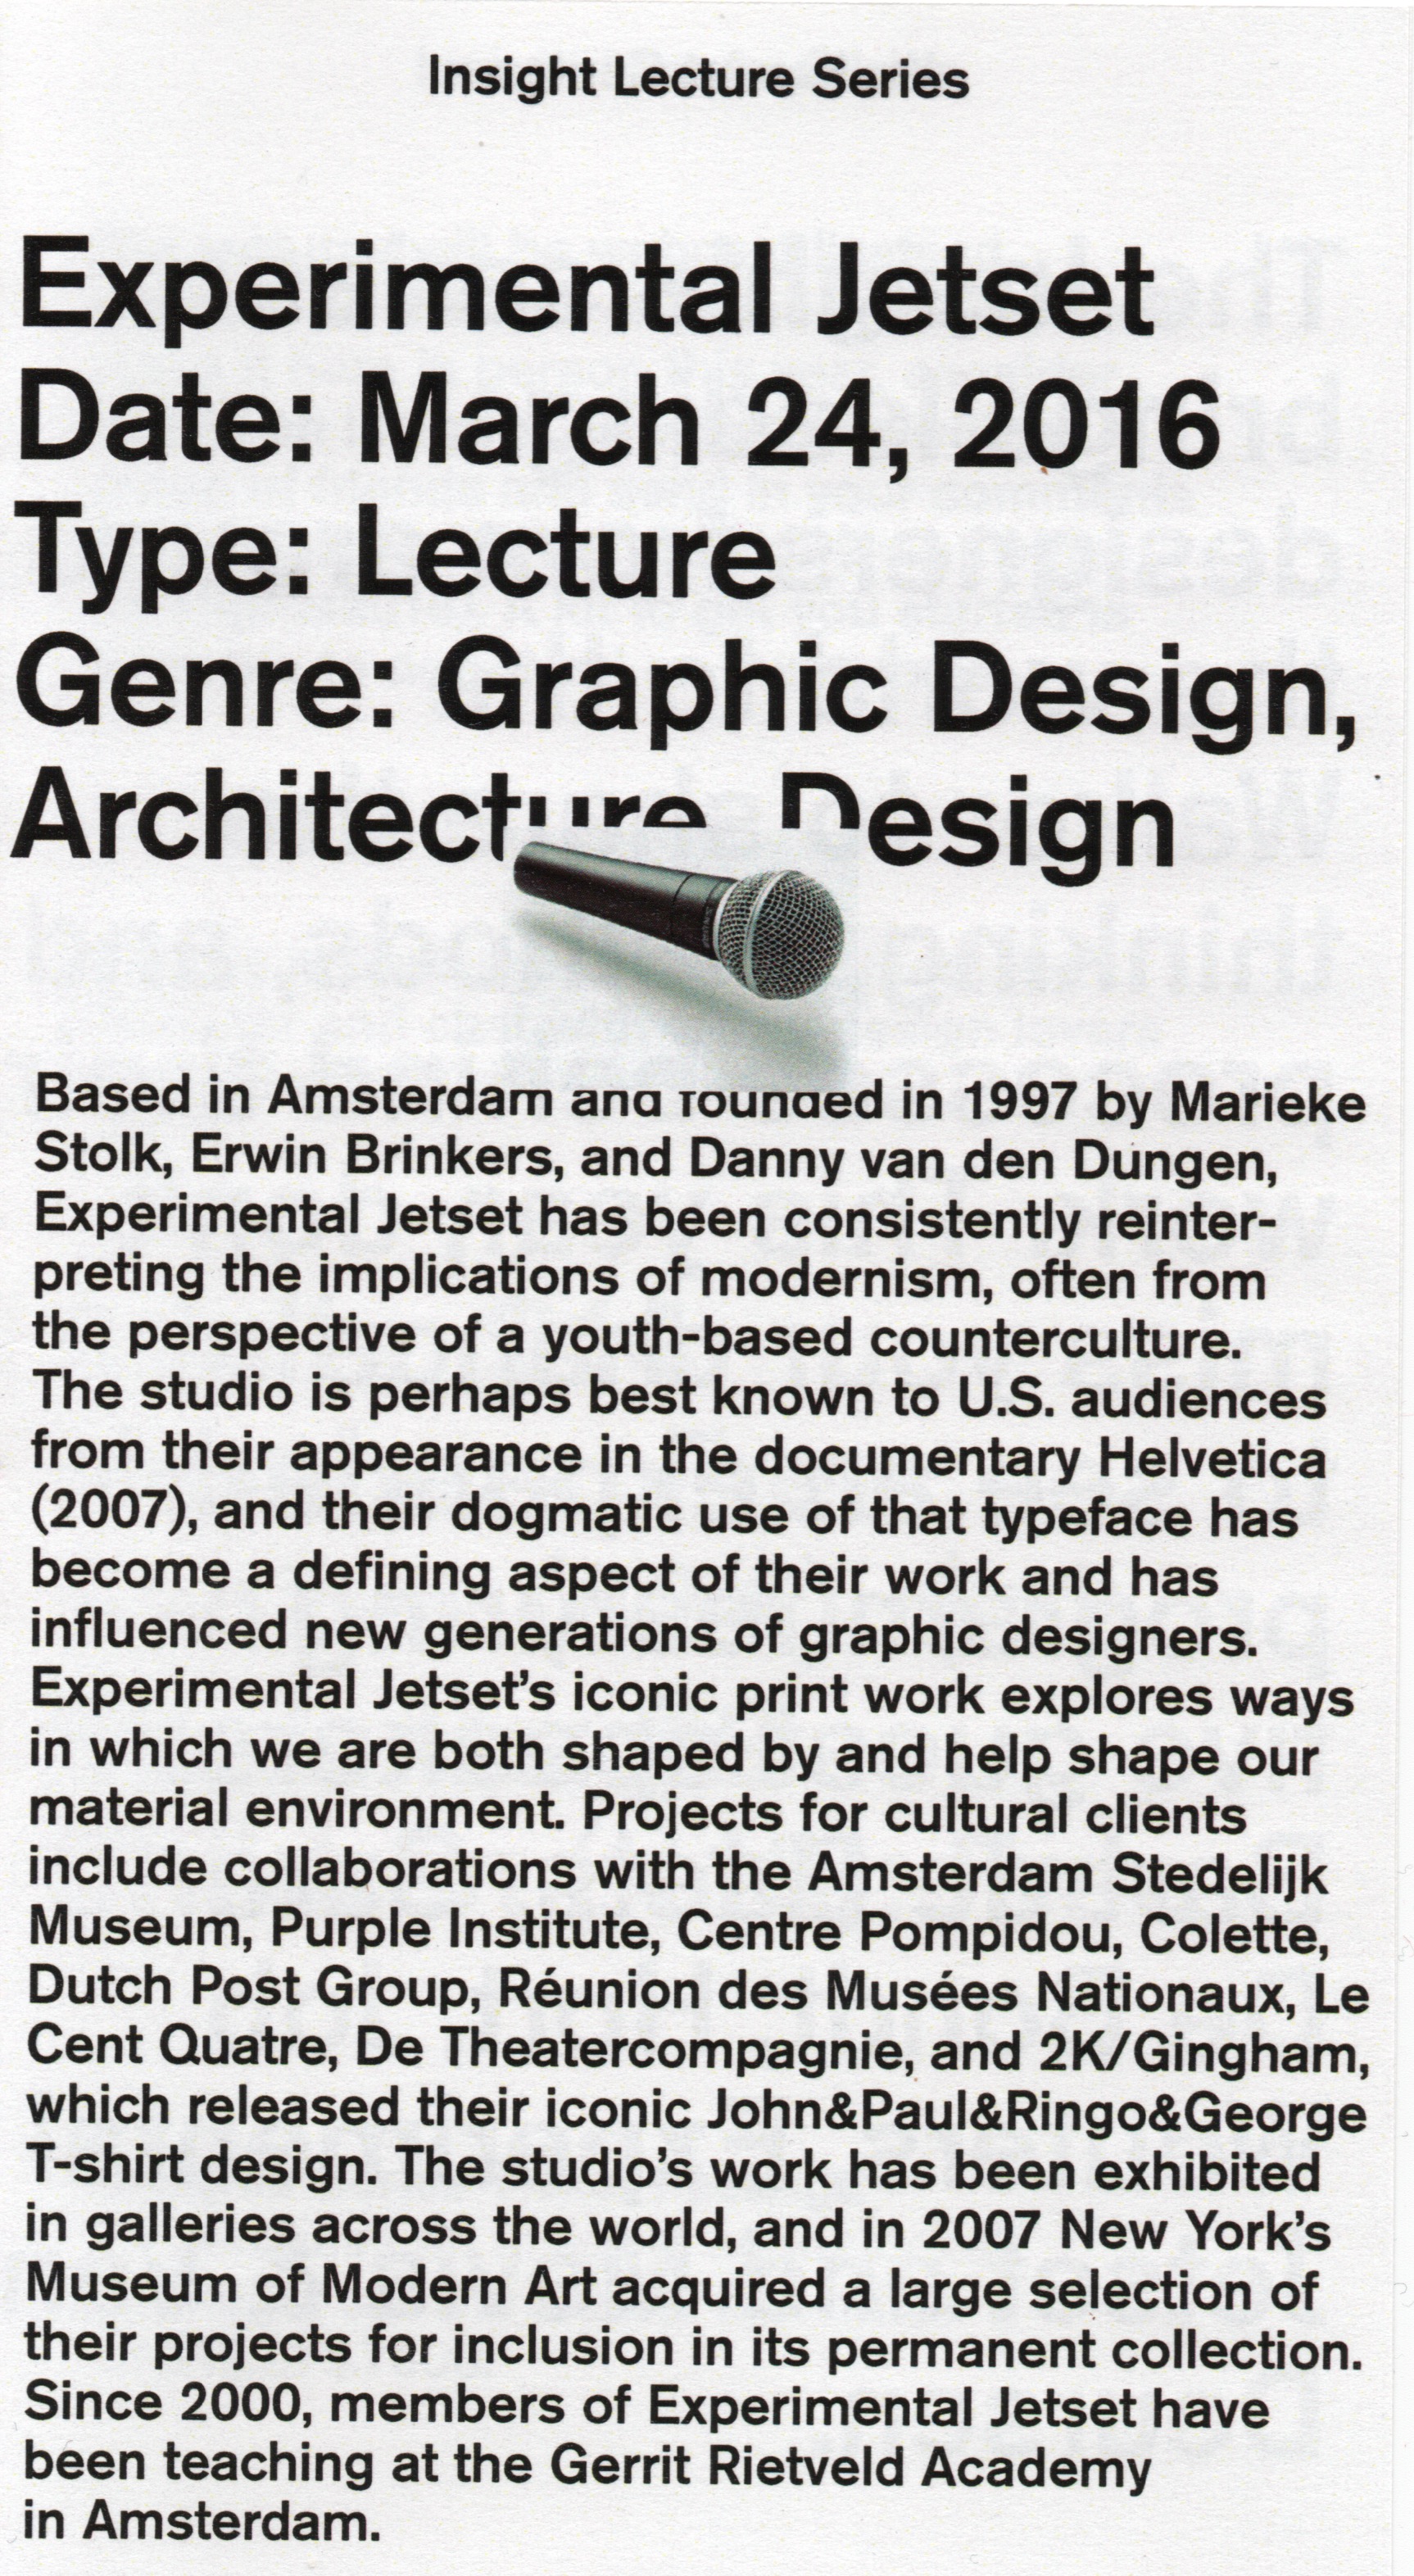 Insight Lecture Series
Experimental Jetset
Date: March 24, 2016
Type: Lecture
Genre: Graphic Design,
Architecture, Design
Based in Amsterdam and founded in 1997 by Marieke
Stolk, Erwin Brinkers, and Danny van den Dungen,
Experimental Jetset has been consistently reinter-
preting the implications of modernism, often from
the perspective of a youth-based counterculture.
The studio is perhaps best known to U.S. audiences
from their appearance in the documentary Helvetica
(2007), and their dogmatic use of that typeface has
become a defining aspect of their work and has
influenced new generations of graphic designers.
Experimental Jetset’s iconic print work explores ways
in which we are both shaped by and help shape our
material environment. Projects for cultural clients
include collaborations with the Amsterdam Stedelijk
Museum, Purple Institute, Centre Pompidou, Colette,
Dutch Post Group, Réunion des Musées Nationaux, Le
Cent Quatre, De Theatercompagnie, and 2K/Gingham,
which released their iconic John&Paul&Ringo&George
T-shirt design. The studio’s work has been exhibited
in galleries across the world, and in 2007 New York’s
Museum of Modern Art acquired a large selection of
their projects for inclusion in its permanent collection.
Since 2000, members of Experimental Jetset have
been teaching at the Gerrit Rietveld Academy
in Amsterdam.